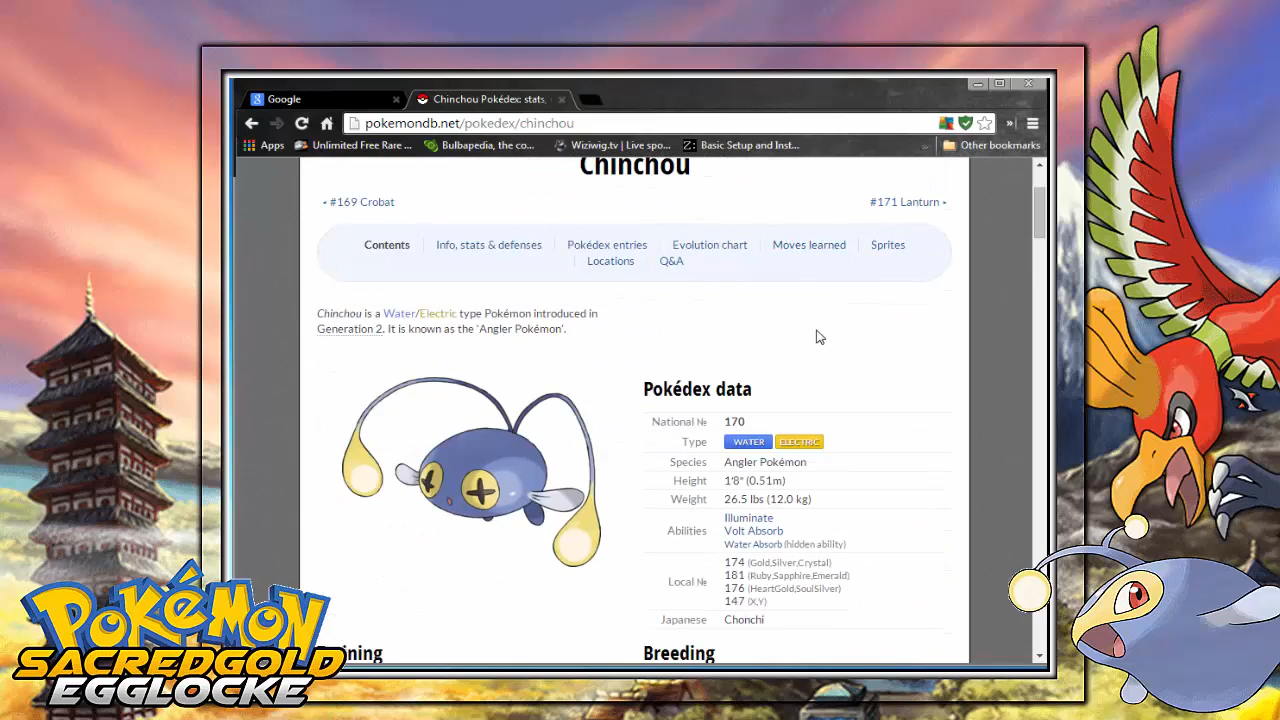 Google
Chinchou Pokédex: stats,
pokemondb.net/pokedex/chinchou
Apps
Unlimited Free Rare ...
Bulbapedia, the co...
Wiziwig.tv | Live spo...
Z:
Basic Setup and Inst...
»
Other bookmarks
Chinchou
#169 Crobat
#171 Lanturn
Contents
Info, stats & defenses
Pokédex entries
Evolution chart
Moves learned
Sprites
Locations
Q&A
Chinchou is a Water/Electric type Pokémon introduced in
Generation 2. It is known as the 'Angler Pokémon'.
Pokédex data
National № 170
Type WATER ELECTRIC
Species Angler Pokémon
Height 1'8" (0.51m)
Weight 26.5 lbs (12.0 kg)
Abilities Illuminate
Volt Absorb
Water Absorb (hidden ability)
Local № 174 (Gold,Silver,Crystal)
181 (Ruby,Sapphire,Emerald)
176 (HeartGold,SoulSilver)
147 (X,Y)
Japanese Chonchi
Breeding
POKéMON
SACREDGOLD
EGGLOCKE